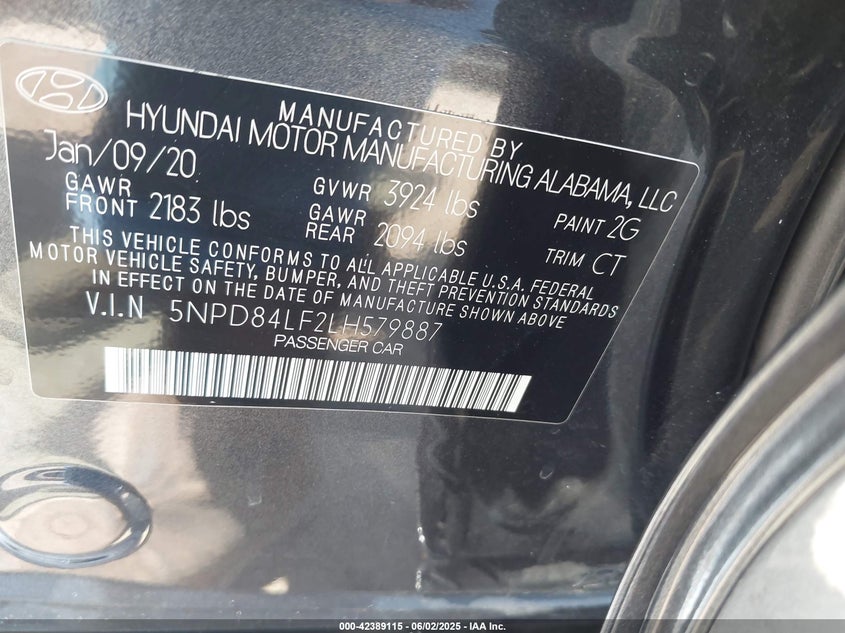 MANUFACTURED BY
HYUNDAI MOTOR MANUFACTURING ALABAMA, LLC
Jan/09/20
GAWR FRONT 2183 lbs
GVWR 3924 lbs
GAWR REAR 2094 lbs
PAINT 2G
TRIM CT
THIS VEHICLE CONFORMS TO ALL APPLICABLE U.S.A. FEDERAL
MOTOR VEHICLE SAFETY, BUMPER, AND THEFT PREVENTION STANDARDS
IN EFFECT ON THE DATE OF MANUFACTURE SHOWN ABOVE
V.I.N 5NPD84LF2LH579887
PASSENGER CAR
000-42389115 - 06/02/2025 - IAA Inc.